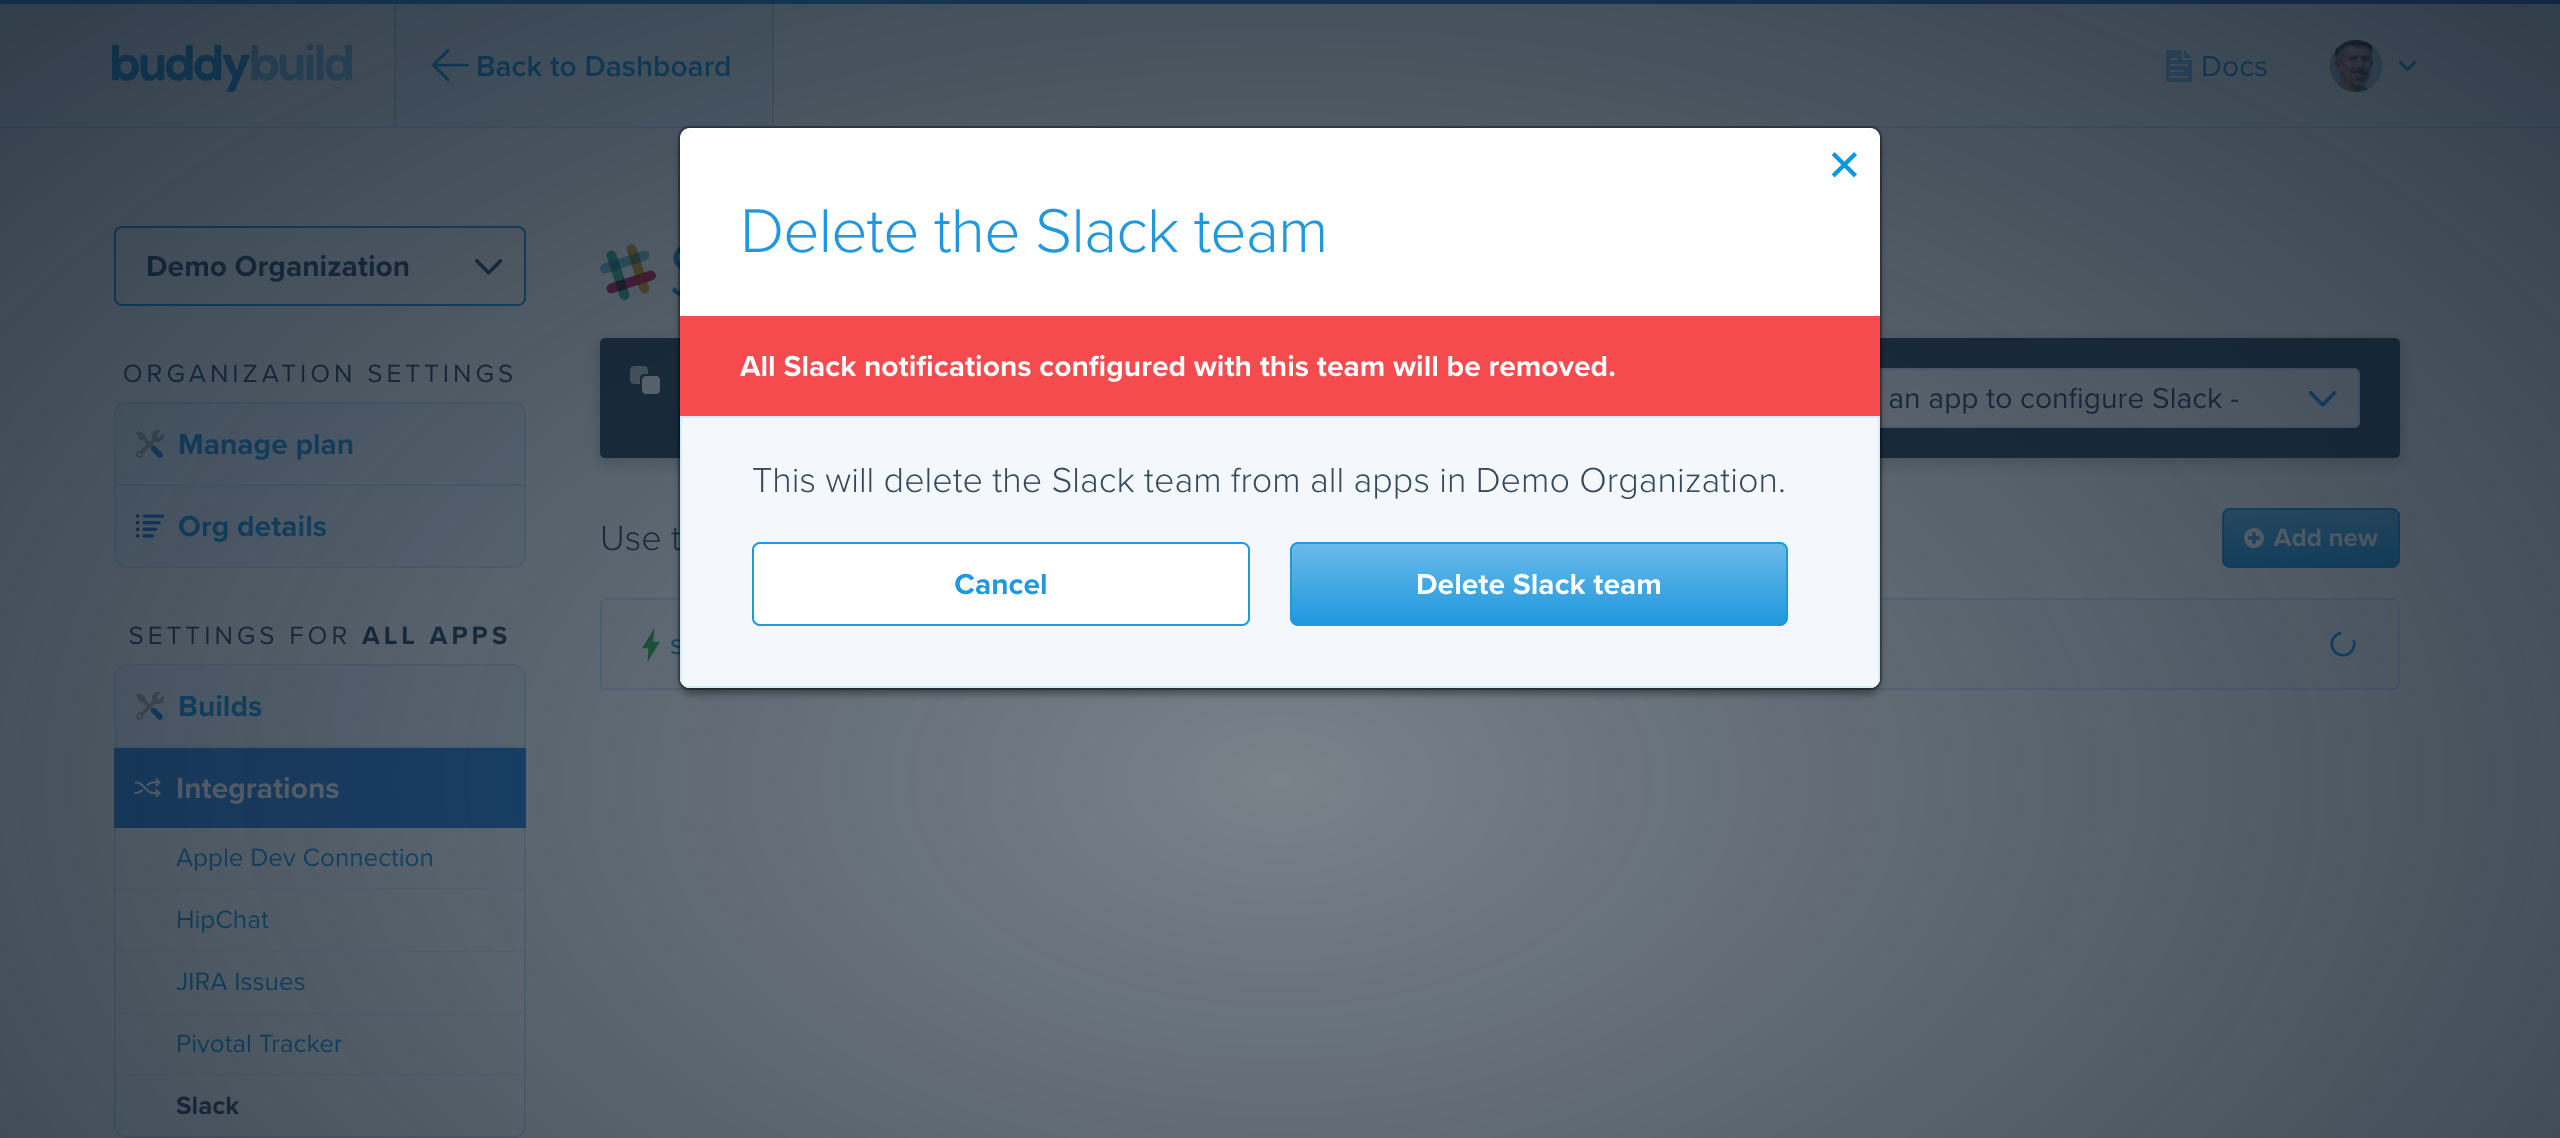 buddybuild
Back to Dashboard
Docs
Demo Organization
ORGANIZATION SETTINGS
Manage plan
Org details
SETTINGS FOR ALL APPS
Builds
Integrations
Apple Dev Connection
HipChat
JIRA Issues
Pivotal Tracker
Slack
Delete the Slack team
All Slack notifications configured with this team will be removed.
This will delete the Slack team from all apps in Demo Organization.
Cancel
Delete Slack team
an app to configure Slack -
Use
Add new